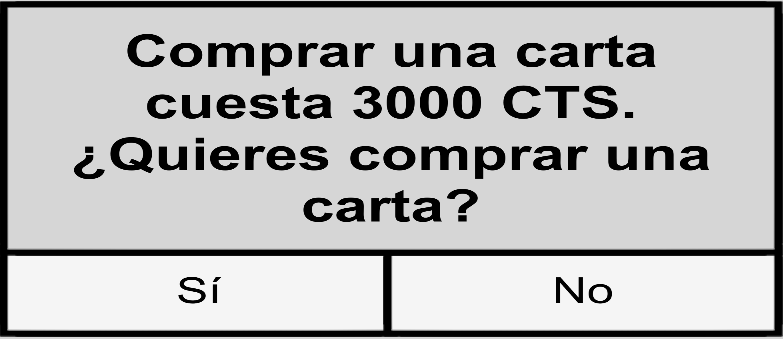 Comprar una carta
cuesta 3000 CTS.
¿Quieres comprar una
carta?
Sí
No